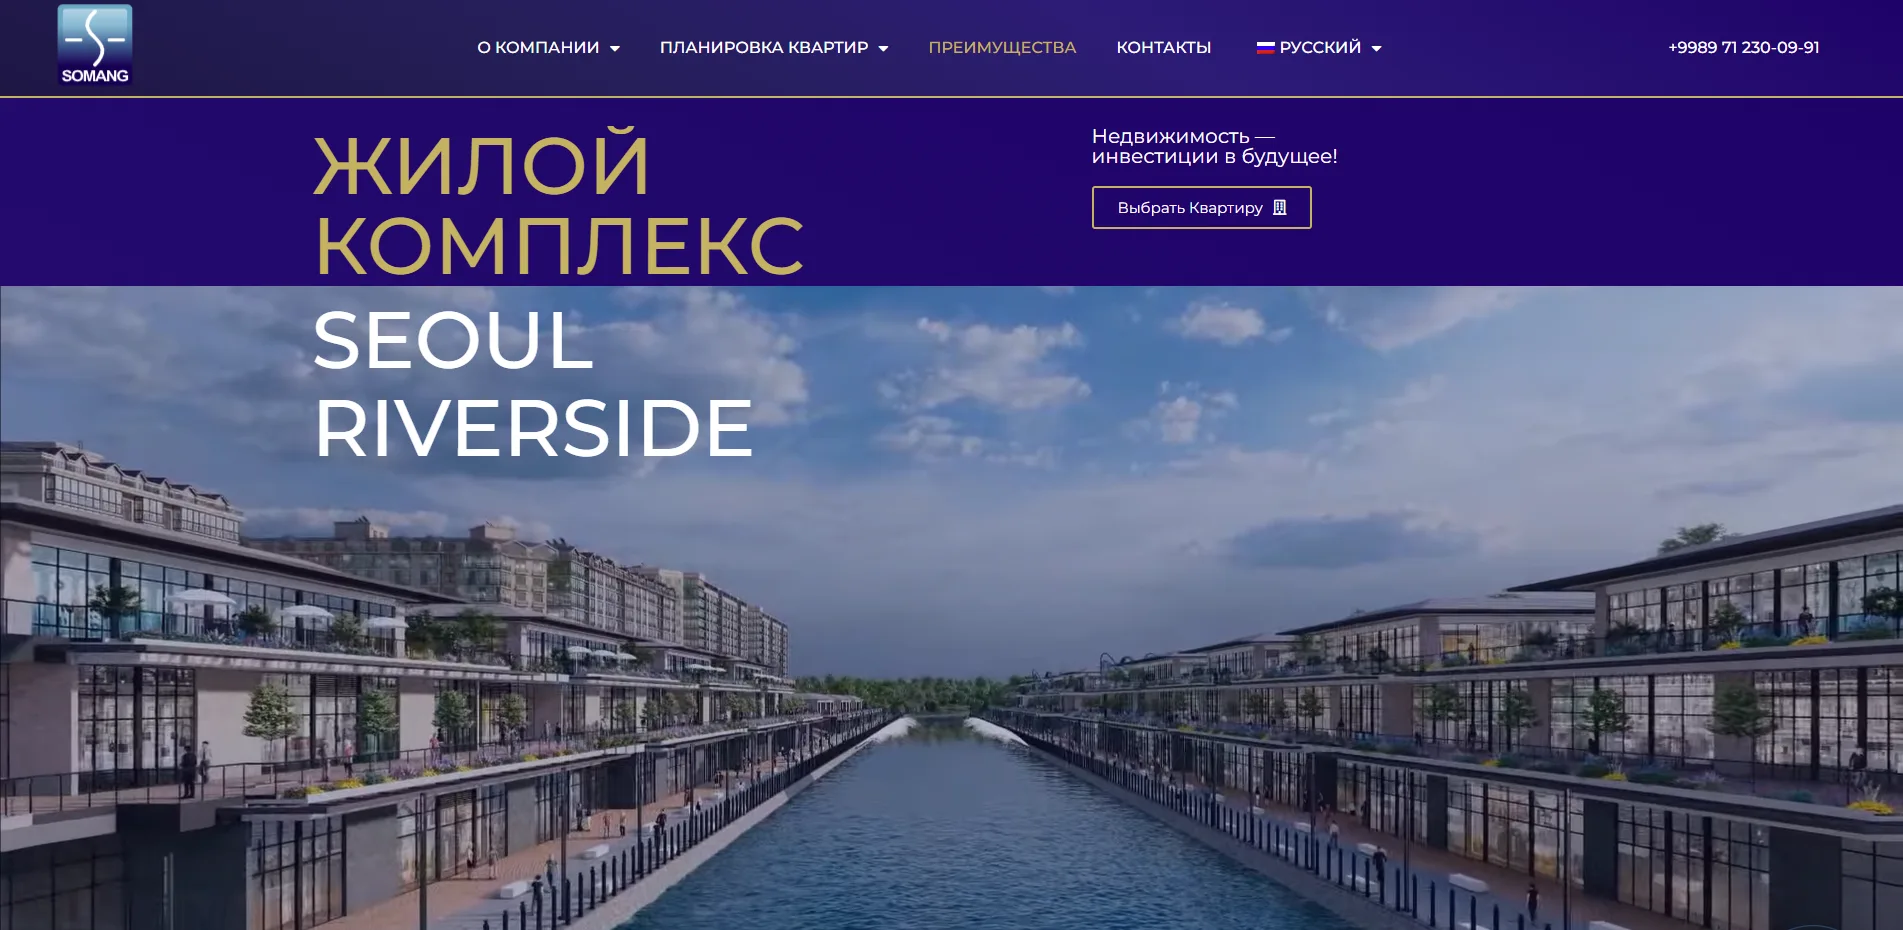 SOMANG
О КОМПАНИИ
ПЛАНИРОВКА КВАРТИР
ПРЕИМУЩЕСТВА
КОНТАКТЫ
РУССКИЙ
+9989 71 230-09-91
ЖИЛОЙ
КОМПЛЕКС
SEOUL
RIVERSIDE
Недвижимость —
инвестиции в будущее!
Выбрать Квартиру